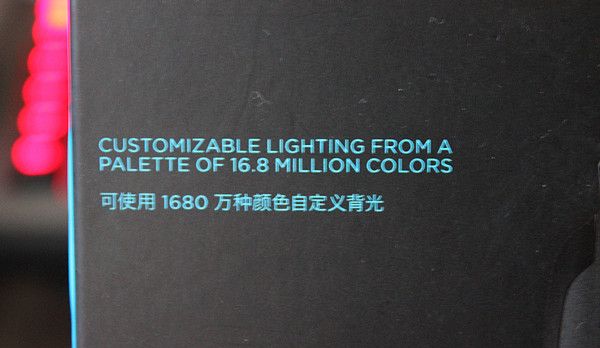 CUSTOMIZABLE LIGHTING FROM A
PALETTE OF 16.8 MILLION COLORS
可使用 1680 万种颜色自定义背光